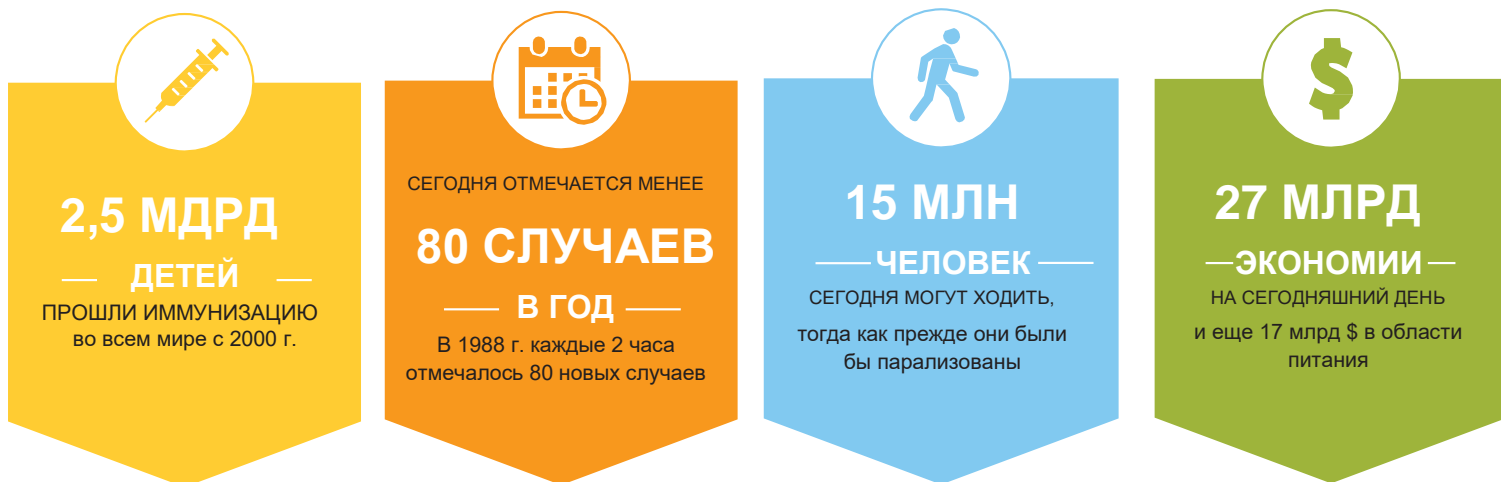 2,5 МДРД
ДЕТЕЙ
ПРОШЛИ ИММУНИЗАЦИЮ
во всем мире с 2000 г.
СЕГОДНЯ ОТМЕЧАЕТСЯ МЕНЕЕ
80 СЛУЧАЕВ
В ГОД
В 1988 г. каждые 2 часа
отмечалось 80 новых случаев
15 МЛН
ЧЕЛОВЕК
СЕГОДНЯ МОГУТ ХОДИТЬ,
тогда как прежде они были
бы парализованы
$
27 МЛРД
ЭКОНОМИИ
НА СЕГОДНЯШНИЙ ДЕНЬ
и еще 17 млрд $ в области
питания